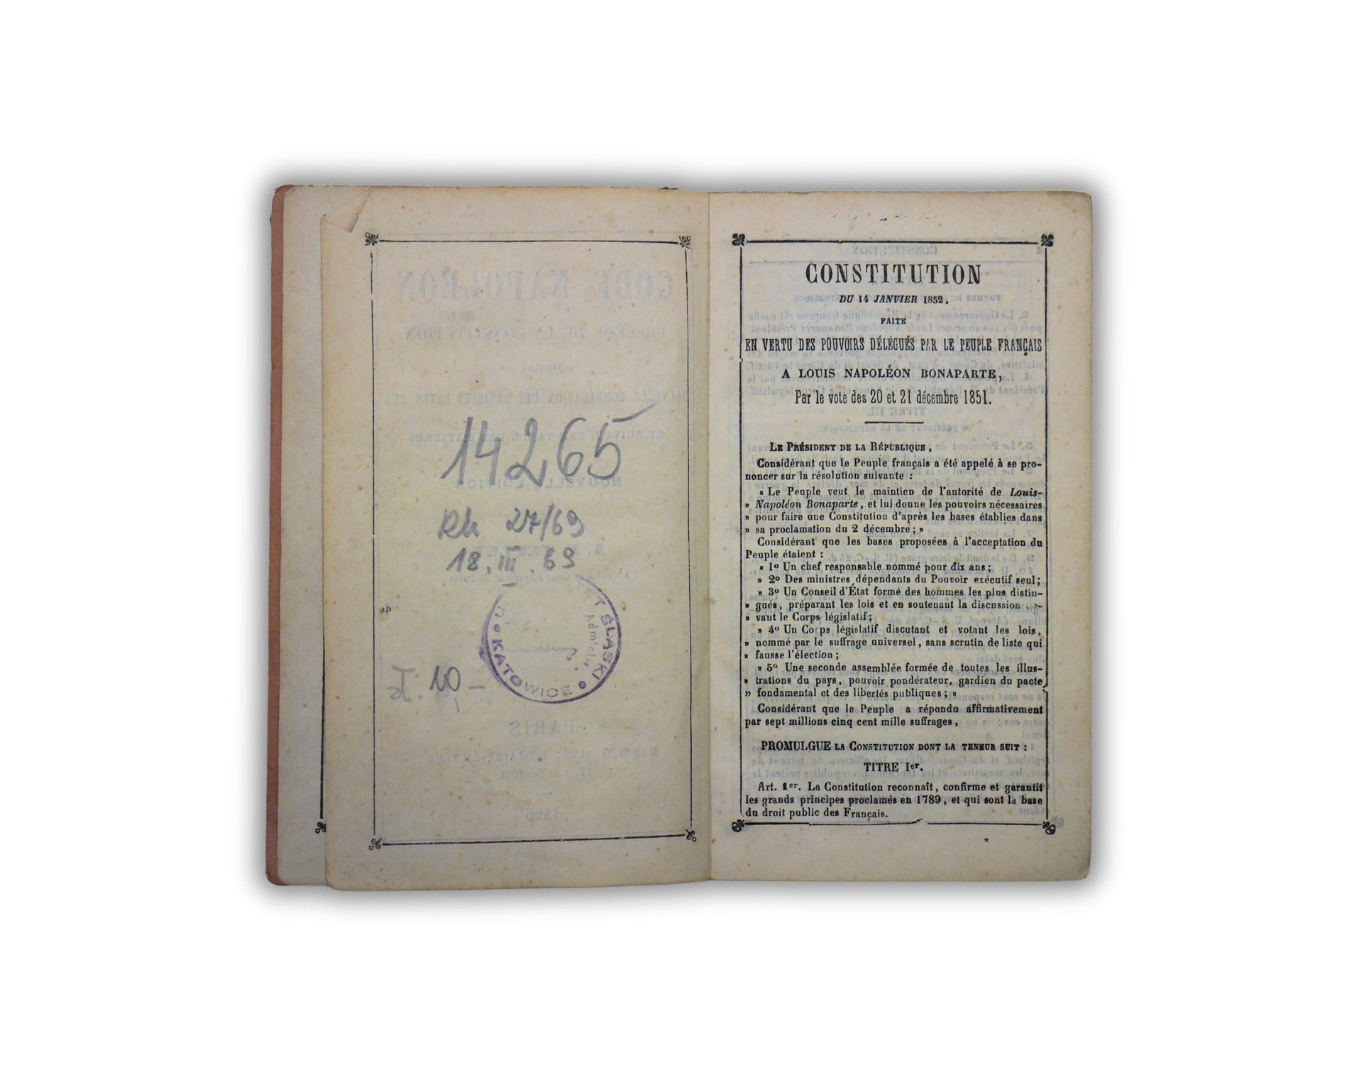 14265
Rk 27/69
18.III.69
KATOWICE
10,-
CONSTITUTION
DU 14 JANVIER 1852,
FAITE
EN VERTU DES POUVOIRS DÉLÉGUÉS PAR LE PEUPLE FRANÇAIS
A LOUIS NAPOLÉON BONAPARTE,
Par le vote des 20 et 21 décembre 1851.
LE PRÉSIDENT DE LA RÉPUBLIQUE,
Considérant que le Peuple français a été appelé à se pro-
noncer sur la résolution suivante :
« Le Peuple veut le maintien de l'autorité de Louis-
» Napoléon Bonaparte, et lui donne les pouvoirs nécessaires
» pour faire une Constitution d'après les bases établies dans
» sa proclamation du 2 décembre; »
Considérant que les bases proposées à l'acceptation du
Peuple étaient :
« 1o Un chef responsable nommé pour dix ans;
» 2o Des ministres dépendants du Pouvoir exécutif seul;
» 3o Un Conseil d'État formé des hommes les plus distin-
» gués, préparant les lois et en soutenant la discussion
» vant le Corps législatif;
» 4o Un Corps législatif discutant et votant les lois,
» nommé par le suffrage universel, sans scrutin de liste qui
» fausse l'élection;
» 5o Une seconde assemblée formée de toutes les illus-
» trations du pays, pouvoir pondérateur, gardien du pacte
» fondamental et des libertés publiques; »
Considérant que le Peuple a répondu affirmativement
par sept millions cinq cent mille suffrages,
PROMULGUE LA CONSTITUTION DONT LA TENEUR SUIT :
TITRE Ier.
Art. 1er. La Constitution reconnaît, confirme et garantit
les grands principes proclamés en 1789, et qui sont la base
du droit public des Français.